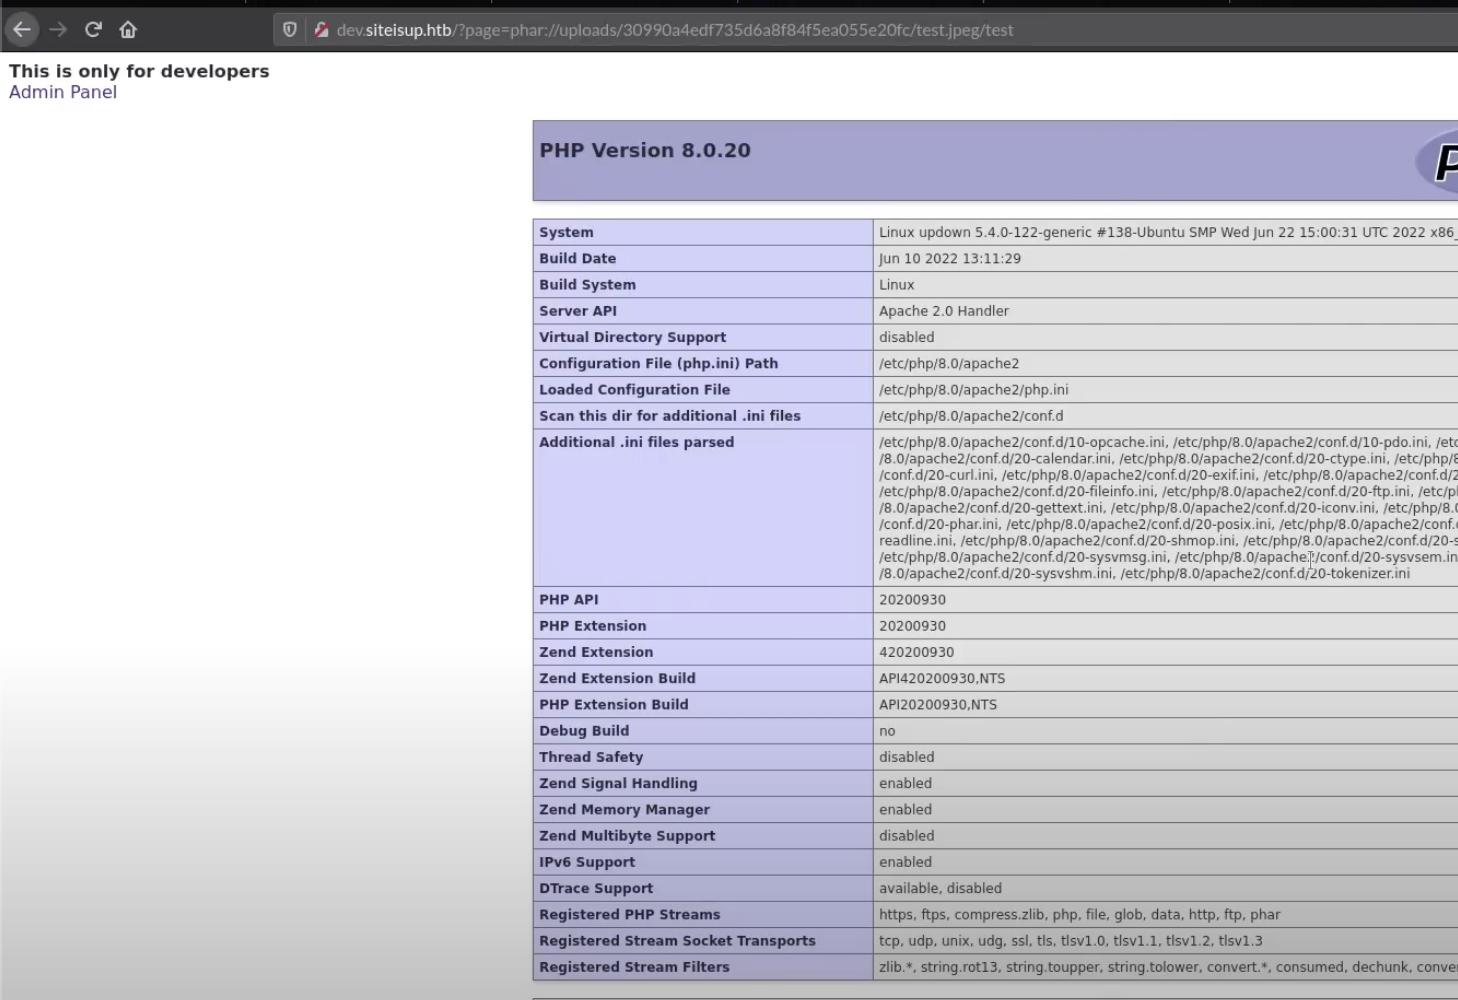 dev.siteisup.htb/?page=phar://uploads/30990a4edf735d6a8f84f5ea055e20fc/test.jpeg/test
This is only for developers
Admin Panel
PHP Version 8.0.20
System Linux updown 5.4.0-122-generic #138-Ubuntu SMP Wed Jun 22 15:00:31 UTC 2022 x86_
Build Date Jun 10 2022 13:11:29
Build System Linux
Server API Apache 2.0 Handler
Virtual Directory Support disabled
Configuration File (php.ini) Path /etc/php/8.0/apache2
Loaded Configuration File /etc/php/8.0/apache2/php.ini
Scan this dir for additional .ini files /etc/php/8.0/apache2/conf.d
Additional .ini files parsed /etc/php/8.0/apache2/conf.d/10-opcache.ini, /etc/php/8.0/apache2/conf.d/10-pdo.ini, /etc
/8.0/apache2/conf.d/20-calendar.ini, /etc/php/8.0/apache2/conf.d/20-ctype.ini, /etc/php/8
/conf.d/20-curl.ini, /etc/php/8.0/apache2/conf.d/20-exif.ini, /etc/php/8.0/apache2/conf.d/2
/etc/php/8.0/apache2/conf.d/20-fileinfo.ini, /etc/php/8.0/apache2/conf.d/20-ftp.ini, /etc/pl
/8.0/apache2/conf.d/20-gettext.ini, /etc/php/8.0/apache2/conf.d/20-iconv.ini, /etc/php/8.0
/conf.d/20-phar.ini, /etc/php/8.0/apache2/conf.d/20-posix.ini, /etc/php/8.0/apache2/conf.
readline.ini, /etc/php/8.0/apache2/conf.d/20-shmop.ini, /etc/php/8.0/apache2/conf.d/20-s
/etc/php/8.0/apache2/conf.d/20-sysvmsg.ini, /etc/php/8.0/apache2/conf.d/20-sysvsem.in
/8.0/apache2/conf.d/20-sysvshm.ini, /etc/php/8.0/apache2/conf.d/20-tokenizer.ini
PHP API 20200930
PHP Extension 20200930
Zend Extension 420200930
Zend Extension Build API420200930,NTS
PHP Extension Build API20200930,NTS
Debug Build no
Thread Safety disabled
Zend Signal Handling enabled
Zend Memory Manager enabled
Zend Multibyte Support disabled
IPv6 Support enabled
DTrace Support available, disabled
Registered PHP Streams https, ftps, compress.zlib, php, file, glob, data, http, ftp, phar
Registered Stream Socket Transports tcp, udp, unix, udg, ssl, tls, tlsv1.0, tlsv1.1, tlsv1.2, tlsv1.3
Registered Stream Filters zlib.*, string.rot13, string.toupper, string.tolower, convert.*, consumed, dechunk, conve